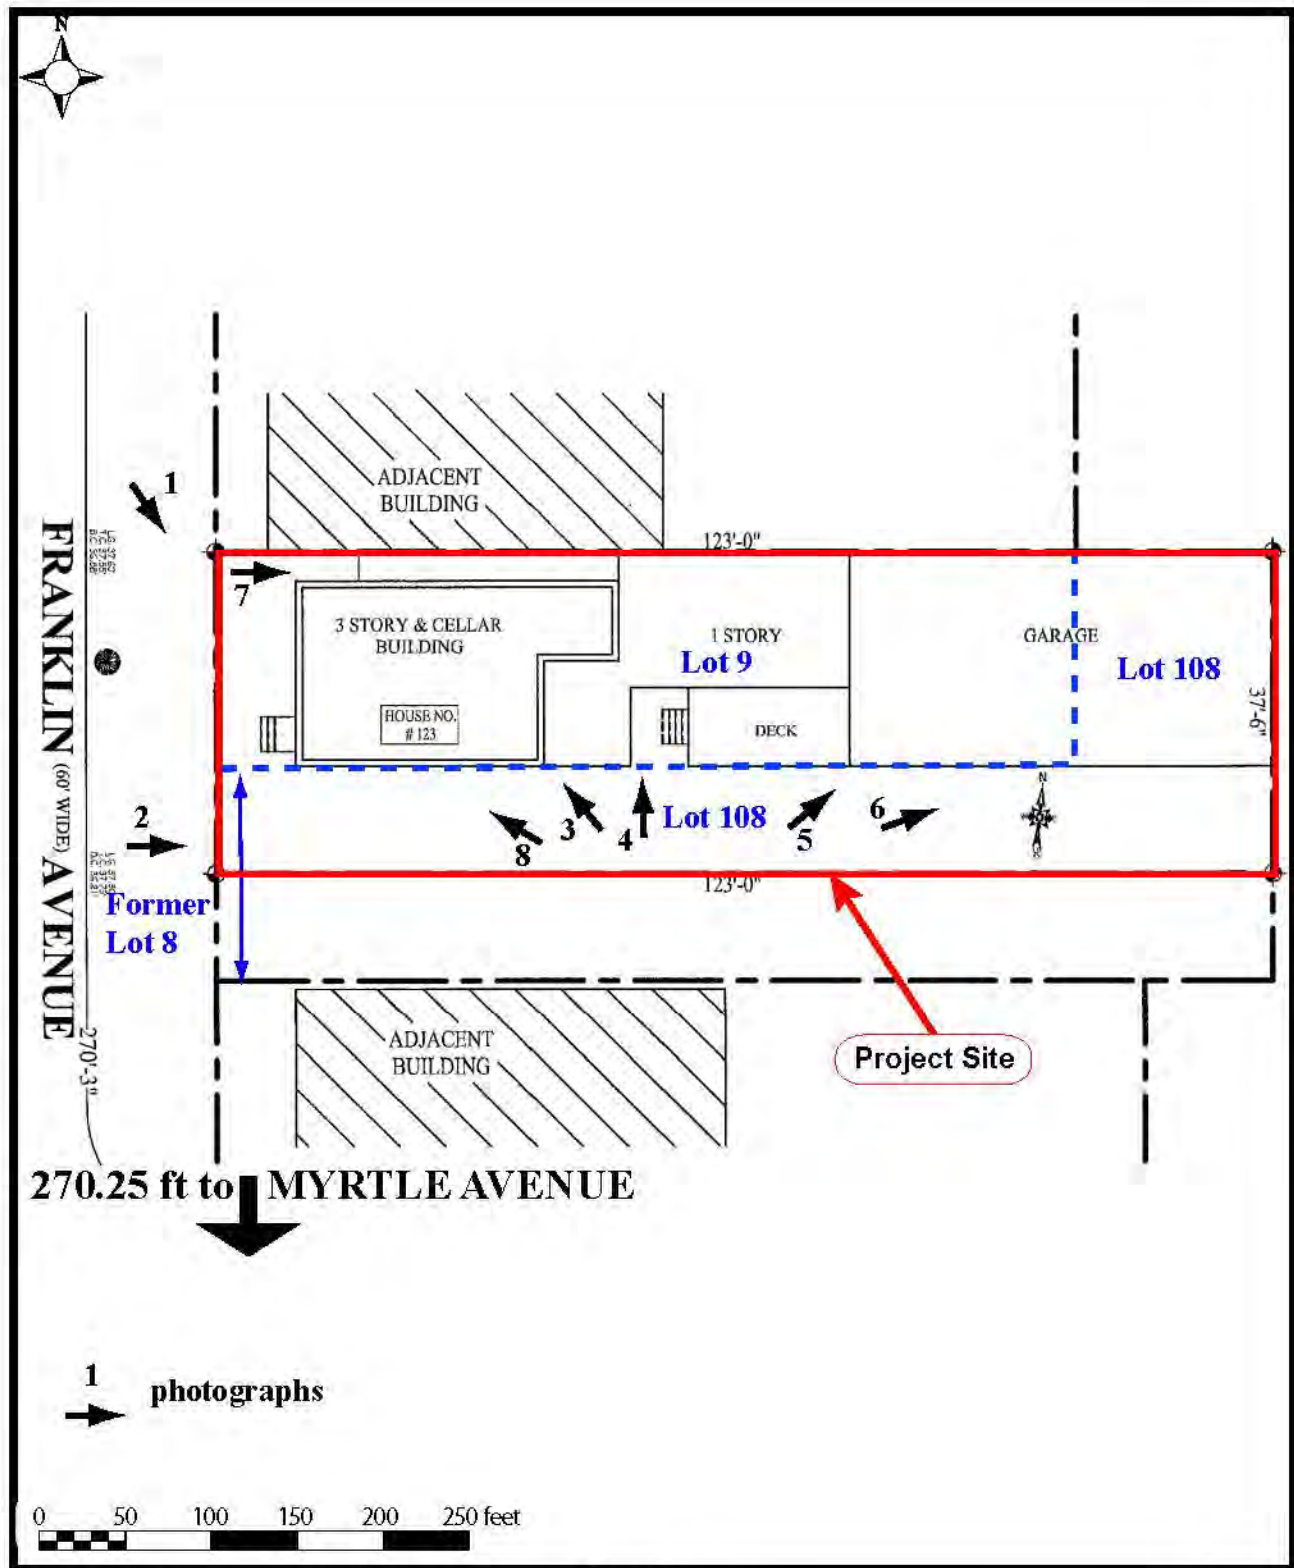 N
1
ADJACENT
BUILDING
123'-0"
7
3 STORY & CELLAR
BUILDING
1 STORY
Lot 9
GARAGE
Lot 108
37'-6"
HOUSE NO.
# 123
DECK
FRANKLIN (60' WIDE) AVENUE
2
8
3
4
Lot 108
5
6
N
123'-0"
Former
Lot 8
270'-3"
ADJACENT
BUILDING
Project Site
270.25 ft to MYRTLE AVENUE
1
photographs
0 50 100 150 200 250 feet